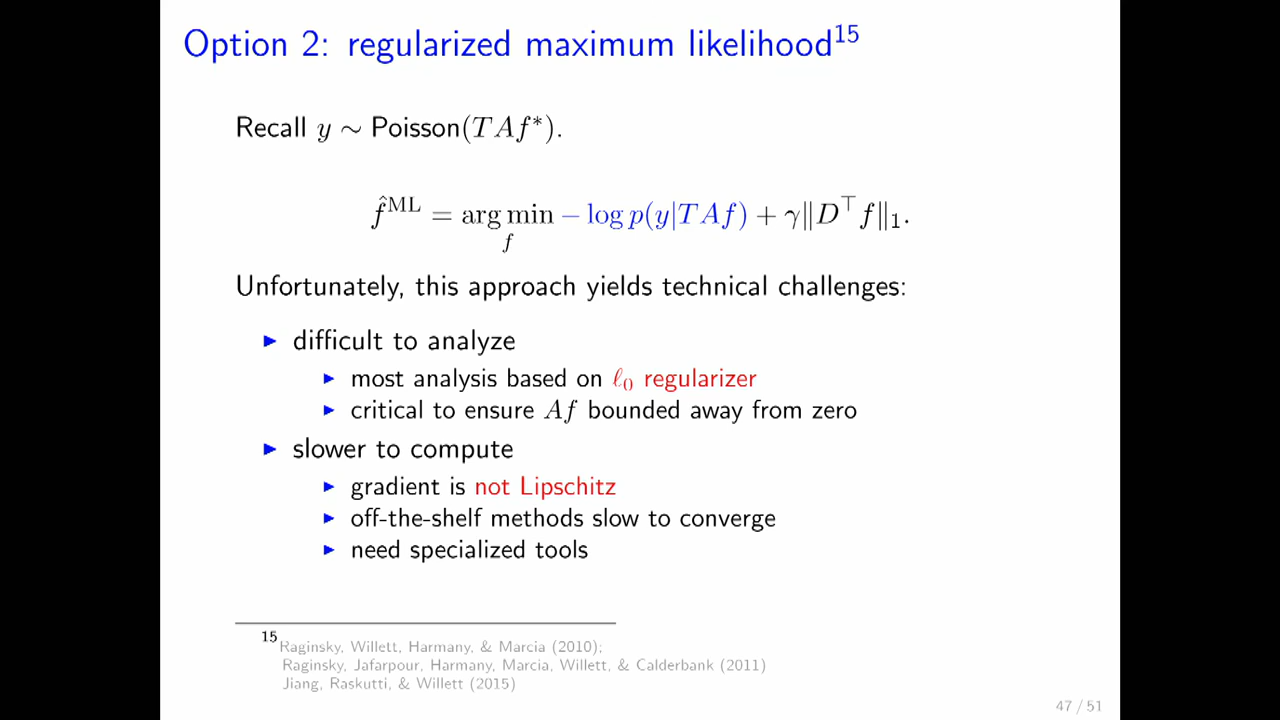 Option 2: regularized maximum likelihood¹⁵
Recall y ∼ Poisson(TAf*).
f̂^ML = arg min_f − log p(y|TAf) + γ‖D^⊤f‖₁.
Unfortunately, this approach yields technical challenges:
▶ difficult to analyze
▶ most analysis based on ℓ₀ regularizer
▶ critical to ensure Af bounded away from zero
▶ slower to compute
▶ gradient is not Lipschitz
▶ off-the-shelf methods slow to converge
▶ need specialized tools
¹⁵Raginsky, Willett, Harmany, & Marcia (2010);
Raginsky, Jafarpour, Harmany, Marcia, Willett, & Calderbank (2011)
Jiang, Raskutti, & Willett (2015)
47 / 51